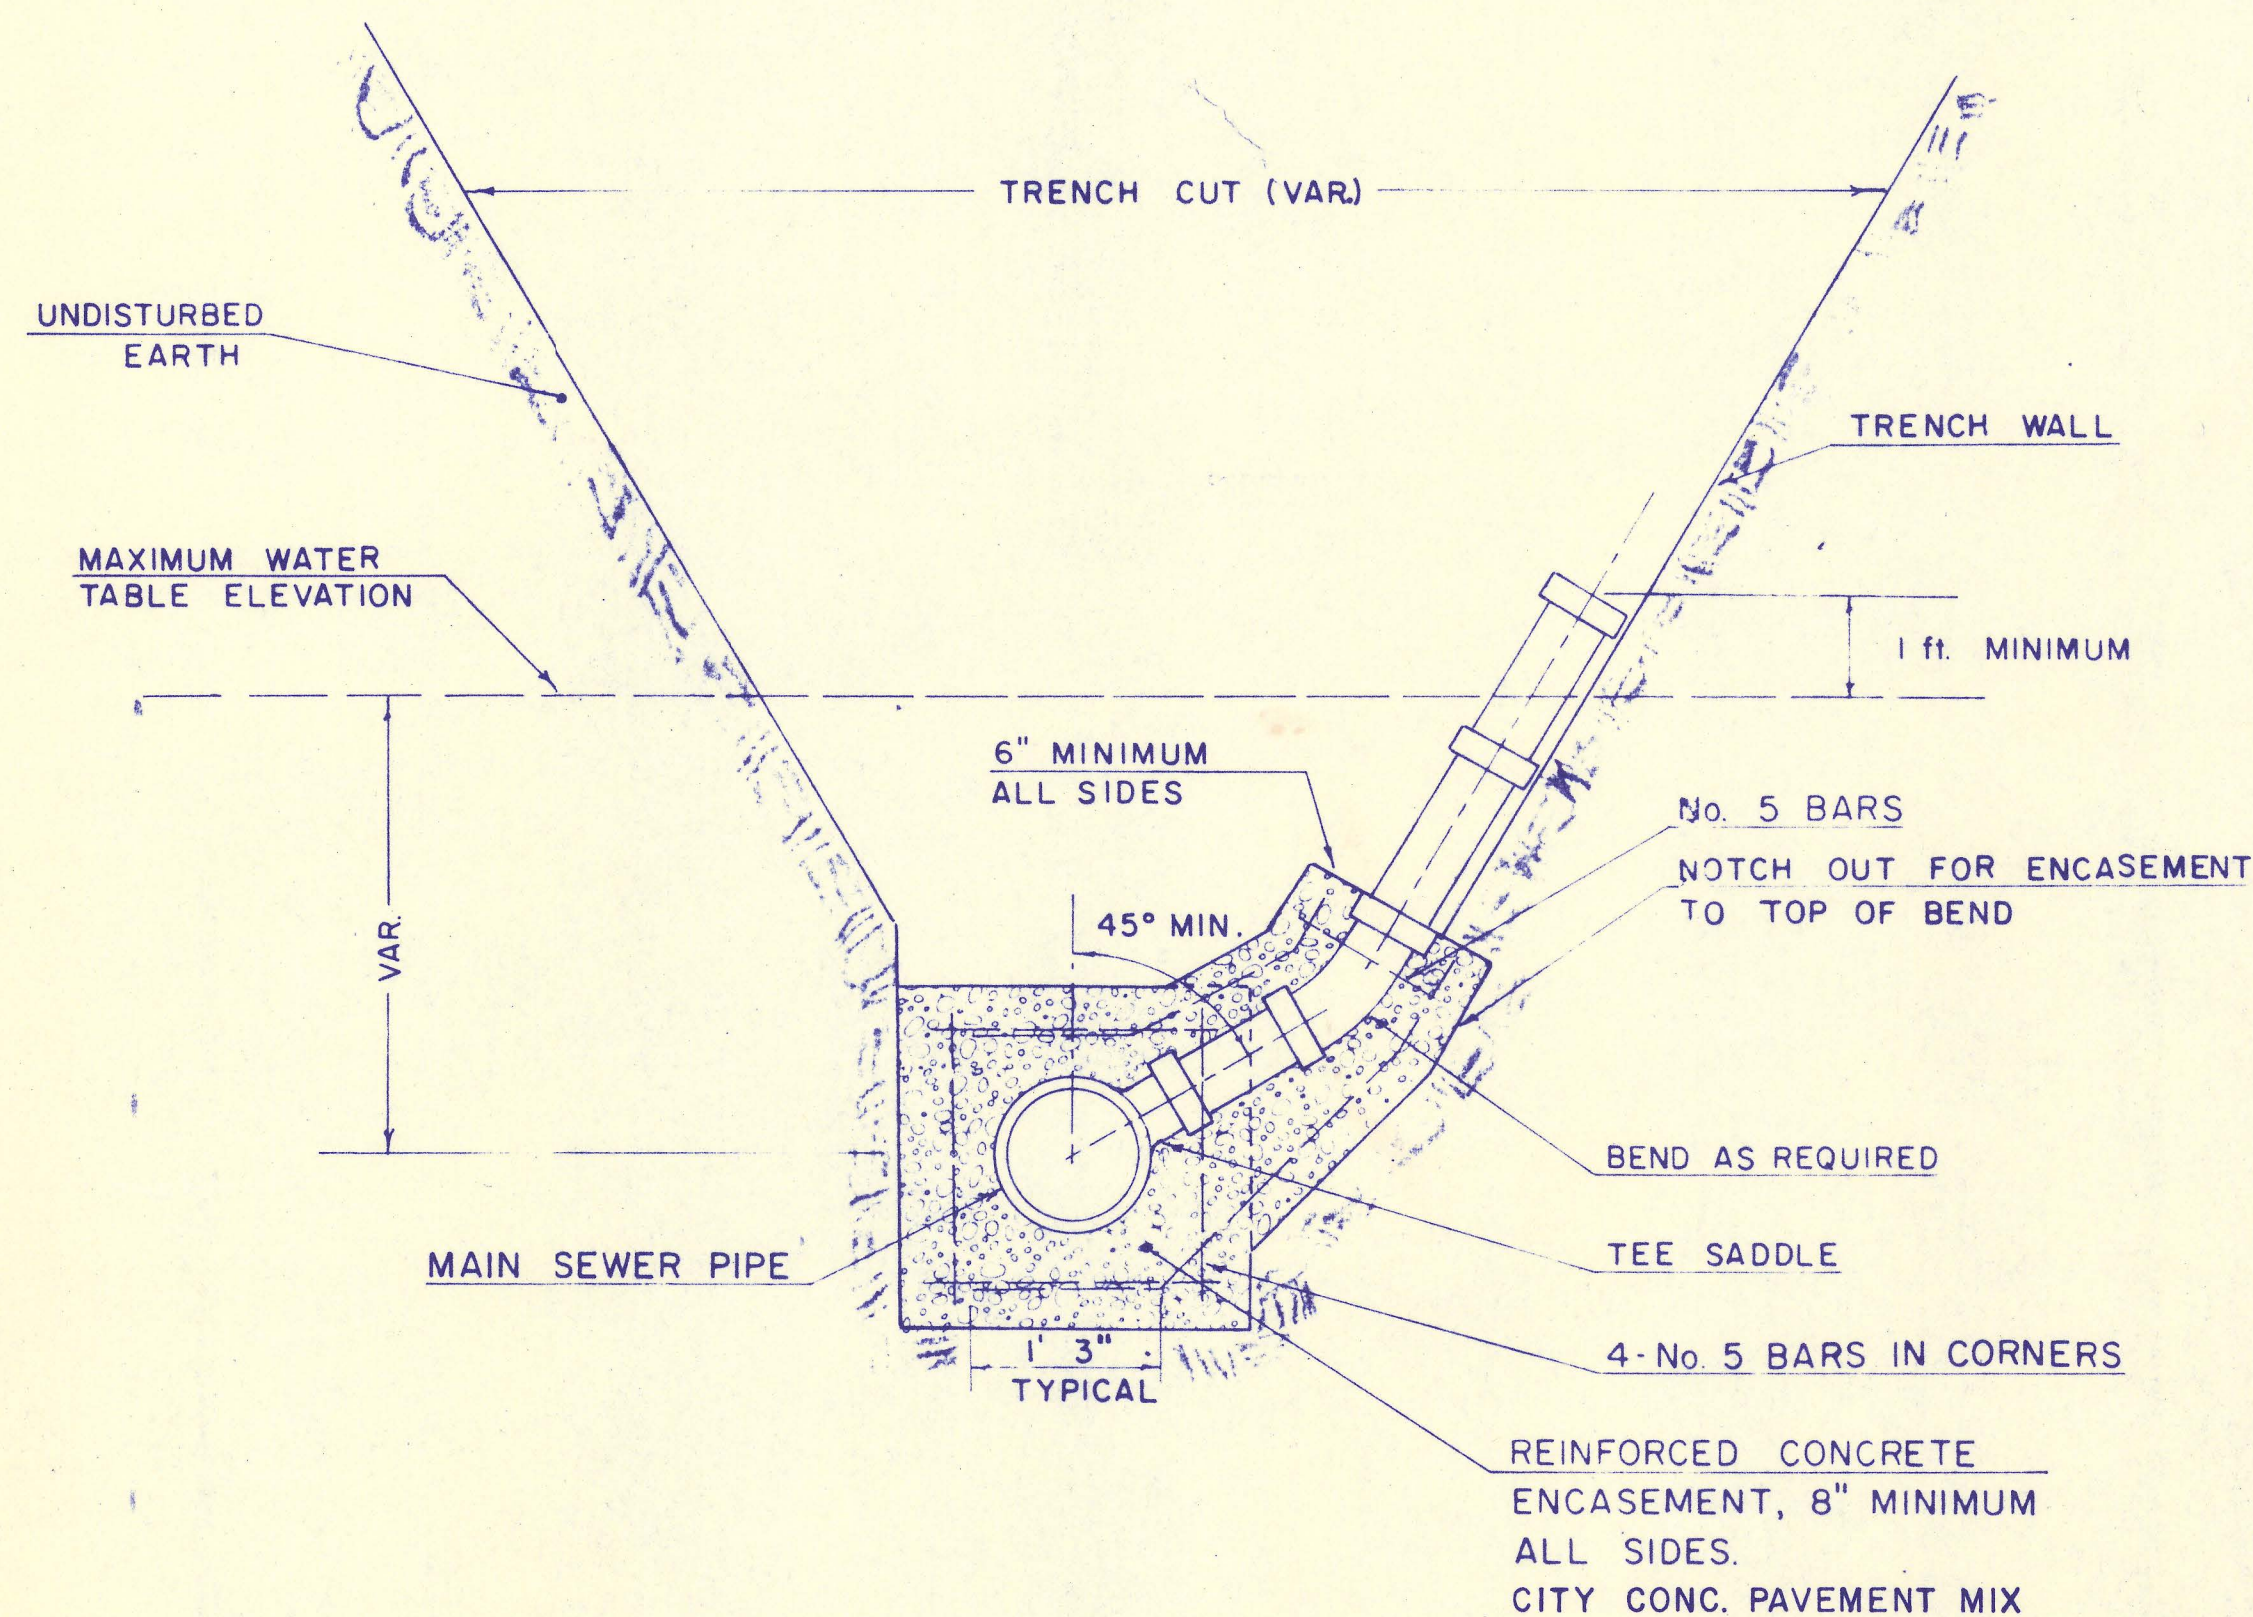 TRENCH CUT (VAR.)
UNDISTURBED
EARTH
TRENCH WALL
MAXIMUM WATER
TABLE ELEVATION
1 ft. MINIMUM
6" MINIMUM
ALL SIDES
No. 5 BARS
NOTCH OUT FOR ENCASEMENT
TO TOP OF BEND
45° MIN.
VAR.
BEND AS REQUIRED
MAIN SEWER PIPE
TEE SADDLE
1' 3"
TYPICAL
4-No. 5 BARS IN CORNERS
REINFORCED CONCRETE
ENCASEMENT, 8" MINIMUM
ALL SIDES.
CITY CONC. PAVEMENT MIX